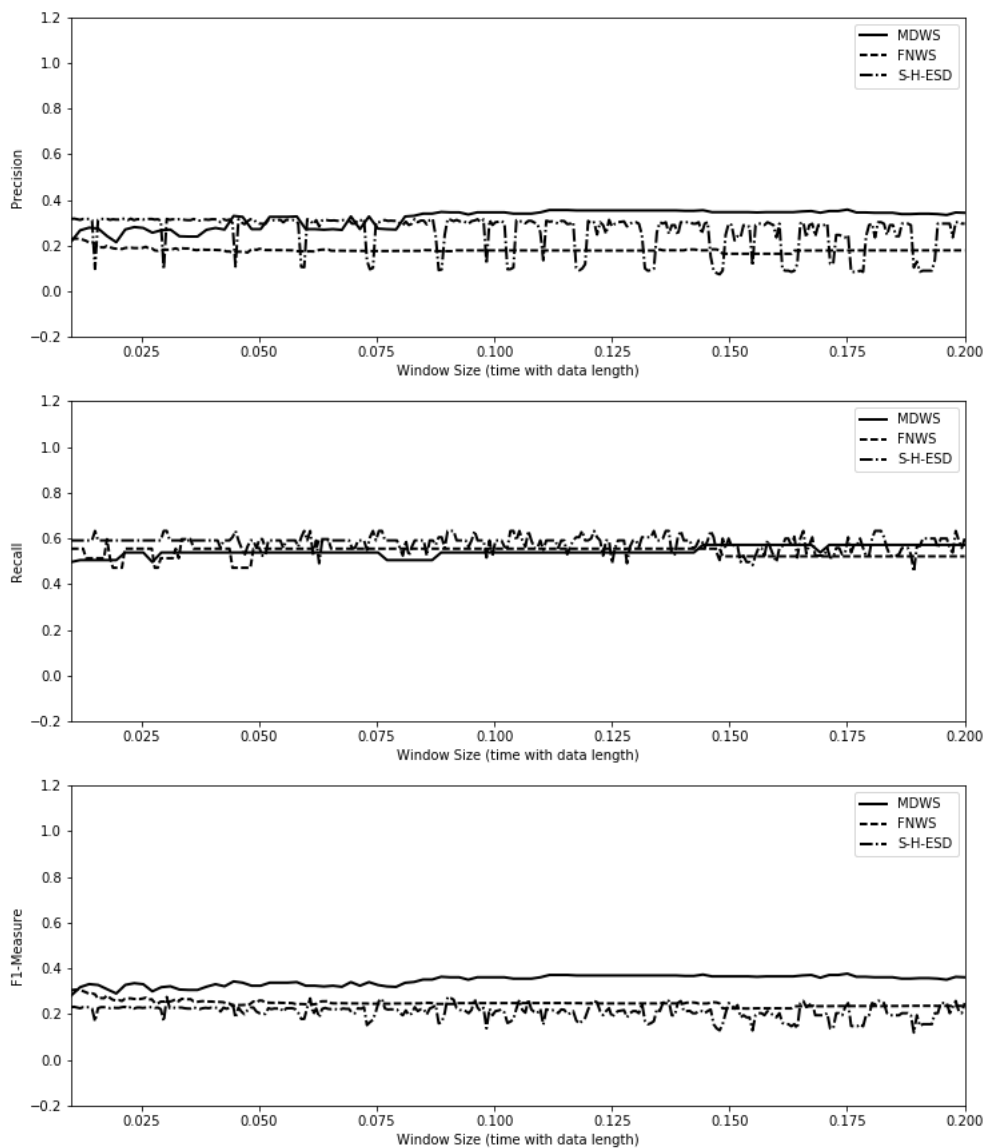 1.2
1.0
0.8
0.6
0.4
0.2
0.0
−0.2
Precision
MDWS
FNWS
S-H-ESD
0.025 0.050 0.075 0.100 0.125 0.150 0.175 0.200
Window Size (time with data length)
1.2
1.0
0.8
0.6
0.4
0.2
0.0
−0.2
Recall
MDWS
FNWS
S-H-ESD
0.025 0.050 0.075 0.100 0.125 0.150 0.175 0.200
Window Size (time with data length)
1.2
1.0
0.8
0.6
0.4
0.2
0.0
−0.2
F1-Measure
MDWS
FNWS
S-H-ESD
0.025 0.050 0.075 0.100 0.125 0.150 0.175 0.200
Window Size (time with data length)